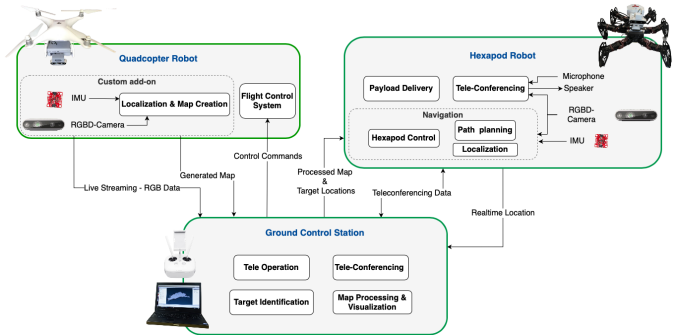 Quadcopter Robot
Custom add-on
IMU
Localization & Map Creation
RGBD-Camera
Flight Control
System
Hexapod Robot
Payload Delivery
Tele-Conferencing
Microphone
Speaker
RGBD-
Camera
Navigation
Hexapod Control
Path planning
Localization
IMU
Control Commands
Generated Map
Live Streaming - RGB Data
Processed Map
&
Target Locations
Teleconferencing Data
Realtime Location
Ground Control Station
Tele Operation
Tele-Conferencing
Target Identification
Map Processing &
Visualization